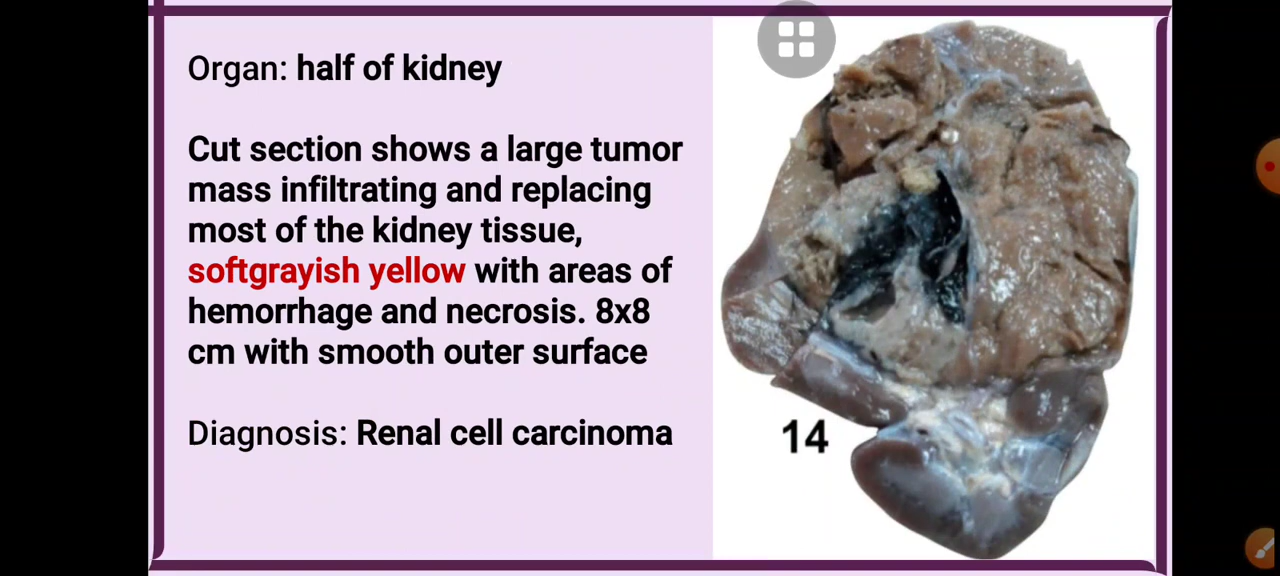 Organ: half of kidney
Cut section shows a large tumor
mass infiltrating and replacing
most of the kidney tissue,
softgrayish yellow with areas of
hemorrhage and necrosis. 8x8
cm with smooth outer surface
Diagnosis: Renal cell carcinoma
14